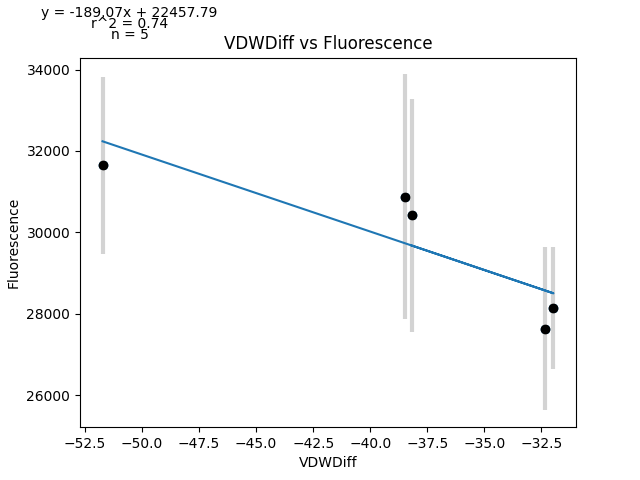 y = -189.07x + 22457.79
r^2 = 0.74
n = 5
VDWDiff vs Fluorescence
34000
32000
30000
28000
26000
Fluorescence
−52.5 −50.0 −47.5 −45.0 −42.5 −40.0 −37.5 −35.0 −32.5
VDWDiff